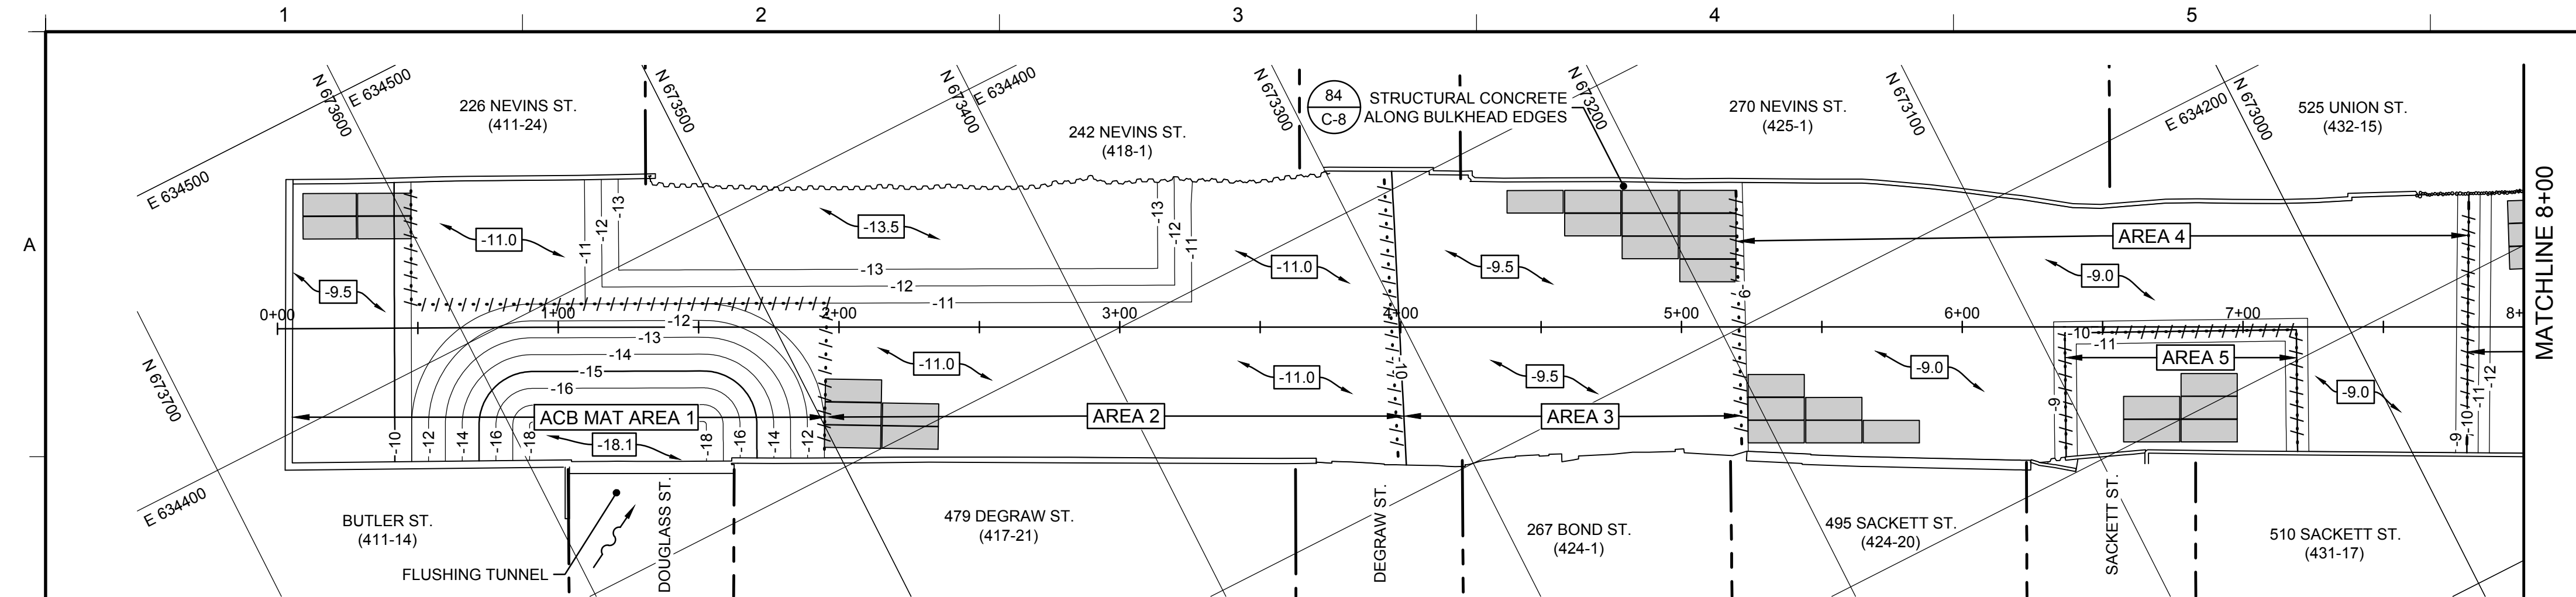 1 2 3 4 5
A
N 673600
E 634500
226 NEVINS ST.
(411-24)
N 673500
N 673400
E 634400
242 NEVINS ST.
(418-1)
N 673300
84
C-8
STRUCTURAL CONCRETE
ALONG BULKHEAD EDGES
N 673200
270 NEVINS ST.
(425-1)
N 673100
E 634200
N 673000
525 UNION ST.
(432-15)
MATCHLINE 8+00
E 634500
-11.0
-11
-12
-13
-13.5
-13
-12
-11
-13
-12
-11
-9.5
-11.0
-9.5
AREA 4
-9.0
0+00 1+00 2+00 3+00 4+00 5+00 6+00 7+00 8+
-9
-12
-13
-14
-15
-16
-11.0
-11.0
-10
-9.5
-9.0
-10
-11
AREA 5
-9.0
-9
-9
-10
-11
-12
ACB MAT AREA 1
AREA 2
AREA 3
-10
-12
-14
-16
-18
-18.1
-18
-16
-14
-12
N 673700
E 634400
BUTLER ST.
(411-14)
FLUSHING TUNNEL
DOUGLASS ST.
479 DEGRAW ST.
(417-21)
DEGRAW ST.
267 BOND ST.
(424-1)
495 SACKETT ST.
(424-20)
SACKETT ST.
510 SACKETT ST.
(431-17)